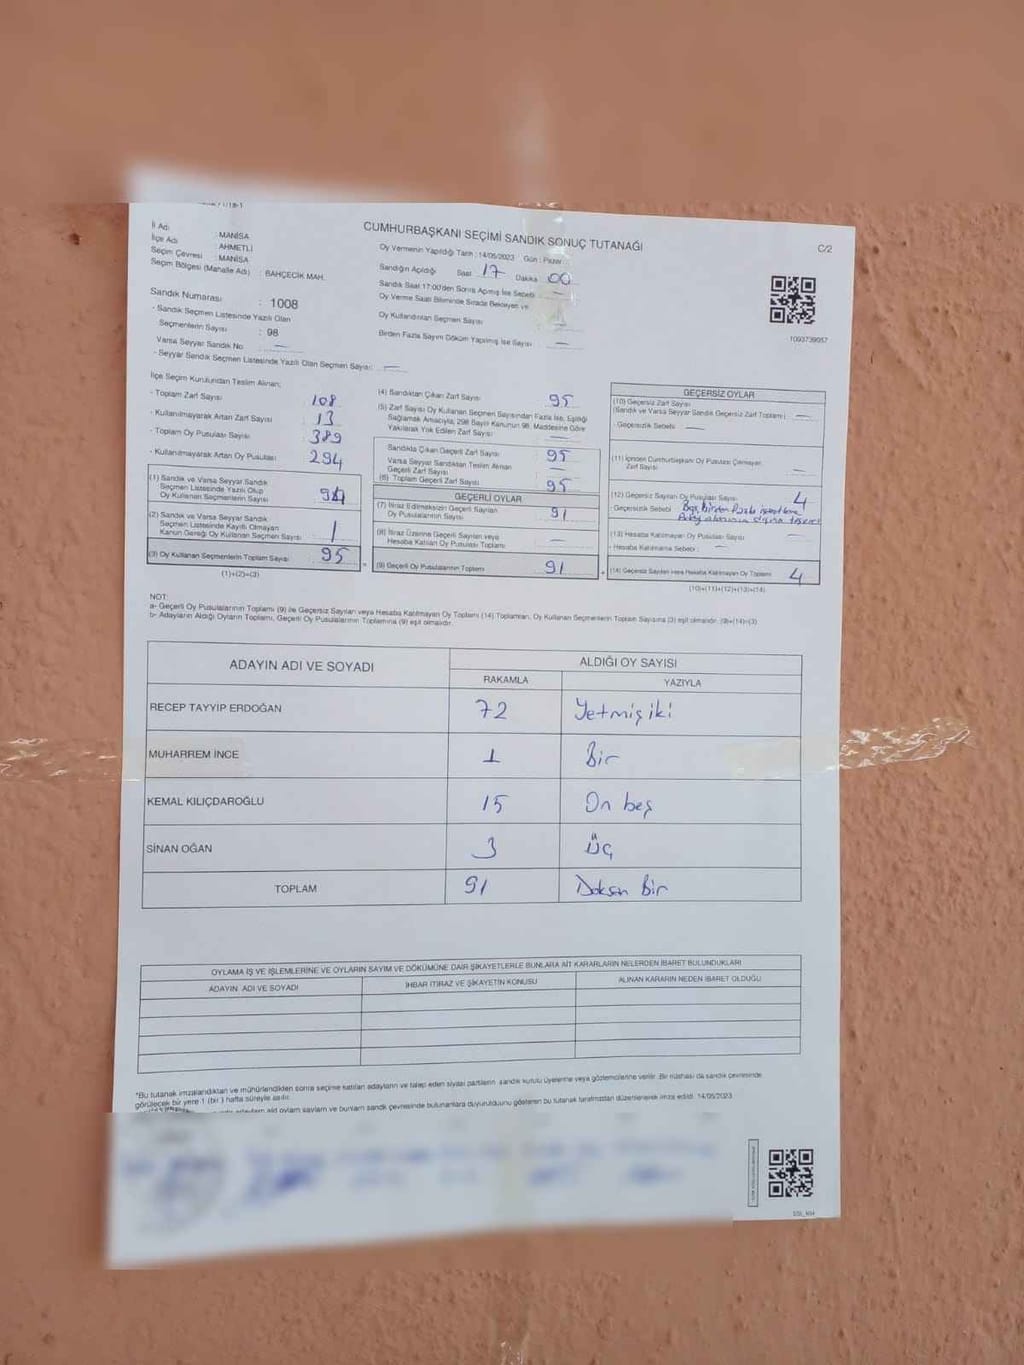 CUMHURBAŞKANI SEÇİMİ SANDIK SONUÇ TUTANAĞI
C/2
İl Adı : MANİSA
İlçe Adı : AHMETLİ
Seçim Çevresi : MANİSA
Seçim Bölgesi (Mahalle Adı) : BAHÇECİK MAH.
Oy Vermenin Yapıldığı Tarih : 14/05/2023 Gün : Pazar
Sandığın Açıldığı Saat 17 Dakika 00
Sandık Saat 17:00'den Sonra Açılmış İse Sebebi
Oy Verme Saati Bitiminde Sırada Bekleyen ve
Oy Kullandırılan Seçmen Sayısı
Birden Fazla Sayım Döküm Yapılmış İse Sayısı —
Sandık Numarası : 1008
- Sandık Seçmen Listesinde Yazılı Olan
Seçmenlerin Sayısı : 98
Varsa Seyyar Sandık No —
- Seyyar Sandık Seçmen Listesinde Yazılı Olan Seçmen Sayısı: —
İlçe Seçim Kurulundan Teslim Alınan;
- Toplam Zarf Sayısı 108
- Kullanılmayarak Artan Zarf Sayısı 13
- Toplam Oy Pusulası Sayısı 389
- Kullanılmayarak Artan Oy Pusulası 294
(1) Sandık ve Varsa Seyyar Sandık
Seçmen Listesinde Yazılı Olup
Oy Kullanan Seçmenlerin Sayısı
(2) Sandık ve Varsa Seyyar Sandık
Seçmen Listesinde Kayıtlı Olmayan
Kanun Gereği Oy Kullanan Seçmen Sayısı: 1
(3) Oy Kullanan Seçmenlerin Toplam Sayısı 95
(1)+(2)=(3)
(4) Sandıktan Çıkan Zarf Sayısı 95
(5) Zarf Sayısı Oy Kullanan Seçmen Sayısından Fazla İse, Eşitliği
Sağlamak Amacıyla, 298 Sayılı Kanunun 98. Maddesine Göre
Yakılarak Yok Edilen Zarf Sayısı —
Sandıkta Çıkan Geçerli Zarf Sayısı 95
Varsa Seyyar Sandıktan Teslim Alınan
Geçerli Zarf Sayısı —
(6) Toplam Geçerli Zarf Sayısı 95
GEÇERLİ OYLAR
(7) İtiraz Edilmeksizin Geçerli Sayılan
Oy Pusulalarının Sayısı 91
(8) İtiraz Üzerine Geçerli Sayılan veya
Hesaba Katılan Oy Pusulası Toplamı —
(9) Geçerli Oy Pusulalarının Toplamı 91
1003739057
GEÇERSİZ OYLAR
(10) Geçersiz Zarf Sayısı
(Sandık ve Varsa Seyyar Sandık Geçersiz Zarf Toplamı) —
- Geçersizlik Sebebi: —
(11) İçinden Cumhurbaşkanı Oy Pusulası Çıkmayan
Zarf Sayısı —
(12) Geçersiz Sayılan Oy Pusulası Sayısı 4
- Geçersizlik Sebebi Boş, birden fazla
(13) Hesaba Katılmayan Oy Pusulası Sayısı —
- Hesaba Katılmama Sebebi : —
(14) Geçersiz Sayılan veya Hesaba Katılmayan Oy Toplamı 4
(10)+(11)+(12)+(13)=(14)
NOT:
a- Geçerli Oy Pusulalarının Toplamı (9) ile Geçersiz Sayılan veya Hesaba Katılmayan Oy Toplamı (14) Toplamları, Oy Kullanan Seçmenlerin Toplam Sayısına (3) eşit olmalıdır. (9)+(14)=(3)
b- Adayların Aldığı Oyların Toplamı, Geçerli Oy Pusulalarının Toplamına (9) eşit olmalıdır.
ADAYIN ADI VE SOYADI ALDIĞI OY SAYISI
RAKAMLA YAZIYLA
RECEP TAYYİP ERDOĞAN 72 Yetmişiki
MUHARREM İNCE 1 Bir
KEMAL KILIÇDAROĞLU 15 On beş
SİNAN OĞAN 3 Üç
TOPLAM 91 Doksan Bir
OYLAMA İŞ VE İŞLEMLERİNE VE OYLARIN SAYIM VE DÖKÜMÜNE DAİR ŞİKAYETLERLE BUNLARA AİT KARARLARIN NELERDEN İBARET BULUNDUKLARI
ADAYIN ADI VE SOYADI İHBAR İTİRAZ VE ŞİKAYETİN KONUSU ALINAN KARARIN NEDEN İBARET OLDUĞU
*Bu tutanak imzalandıktan ve mühürlendikten sonra seçime katılan adayların ve talep eden siyasi partilerin sandık kurulu üyelerine veya gözlemcilerine verilir. Bir nüshası da sandık çevresinde
görülecek bir yere 1 (bir ) hafta süreyle asılır.